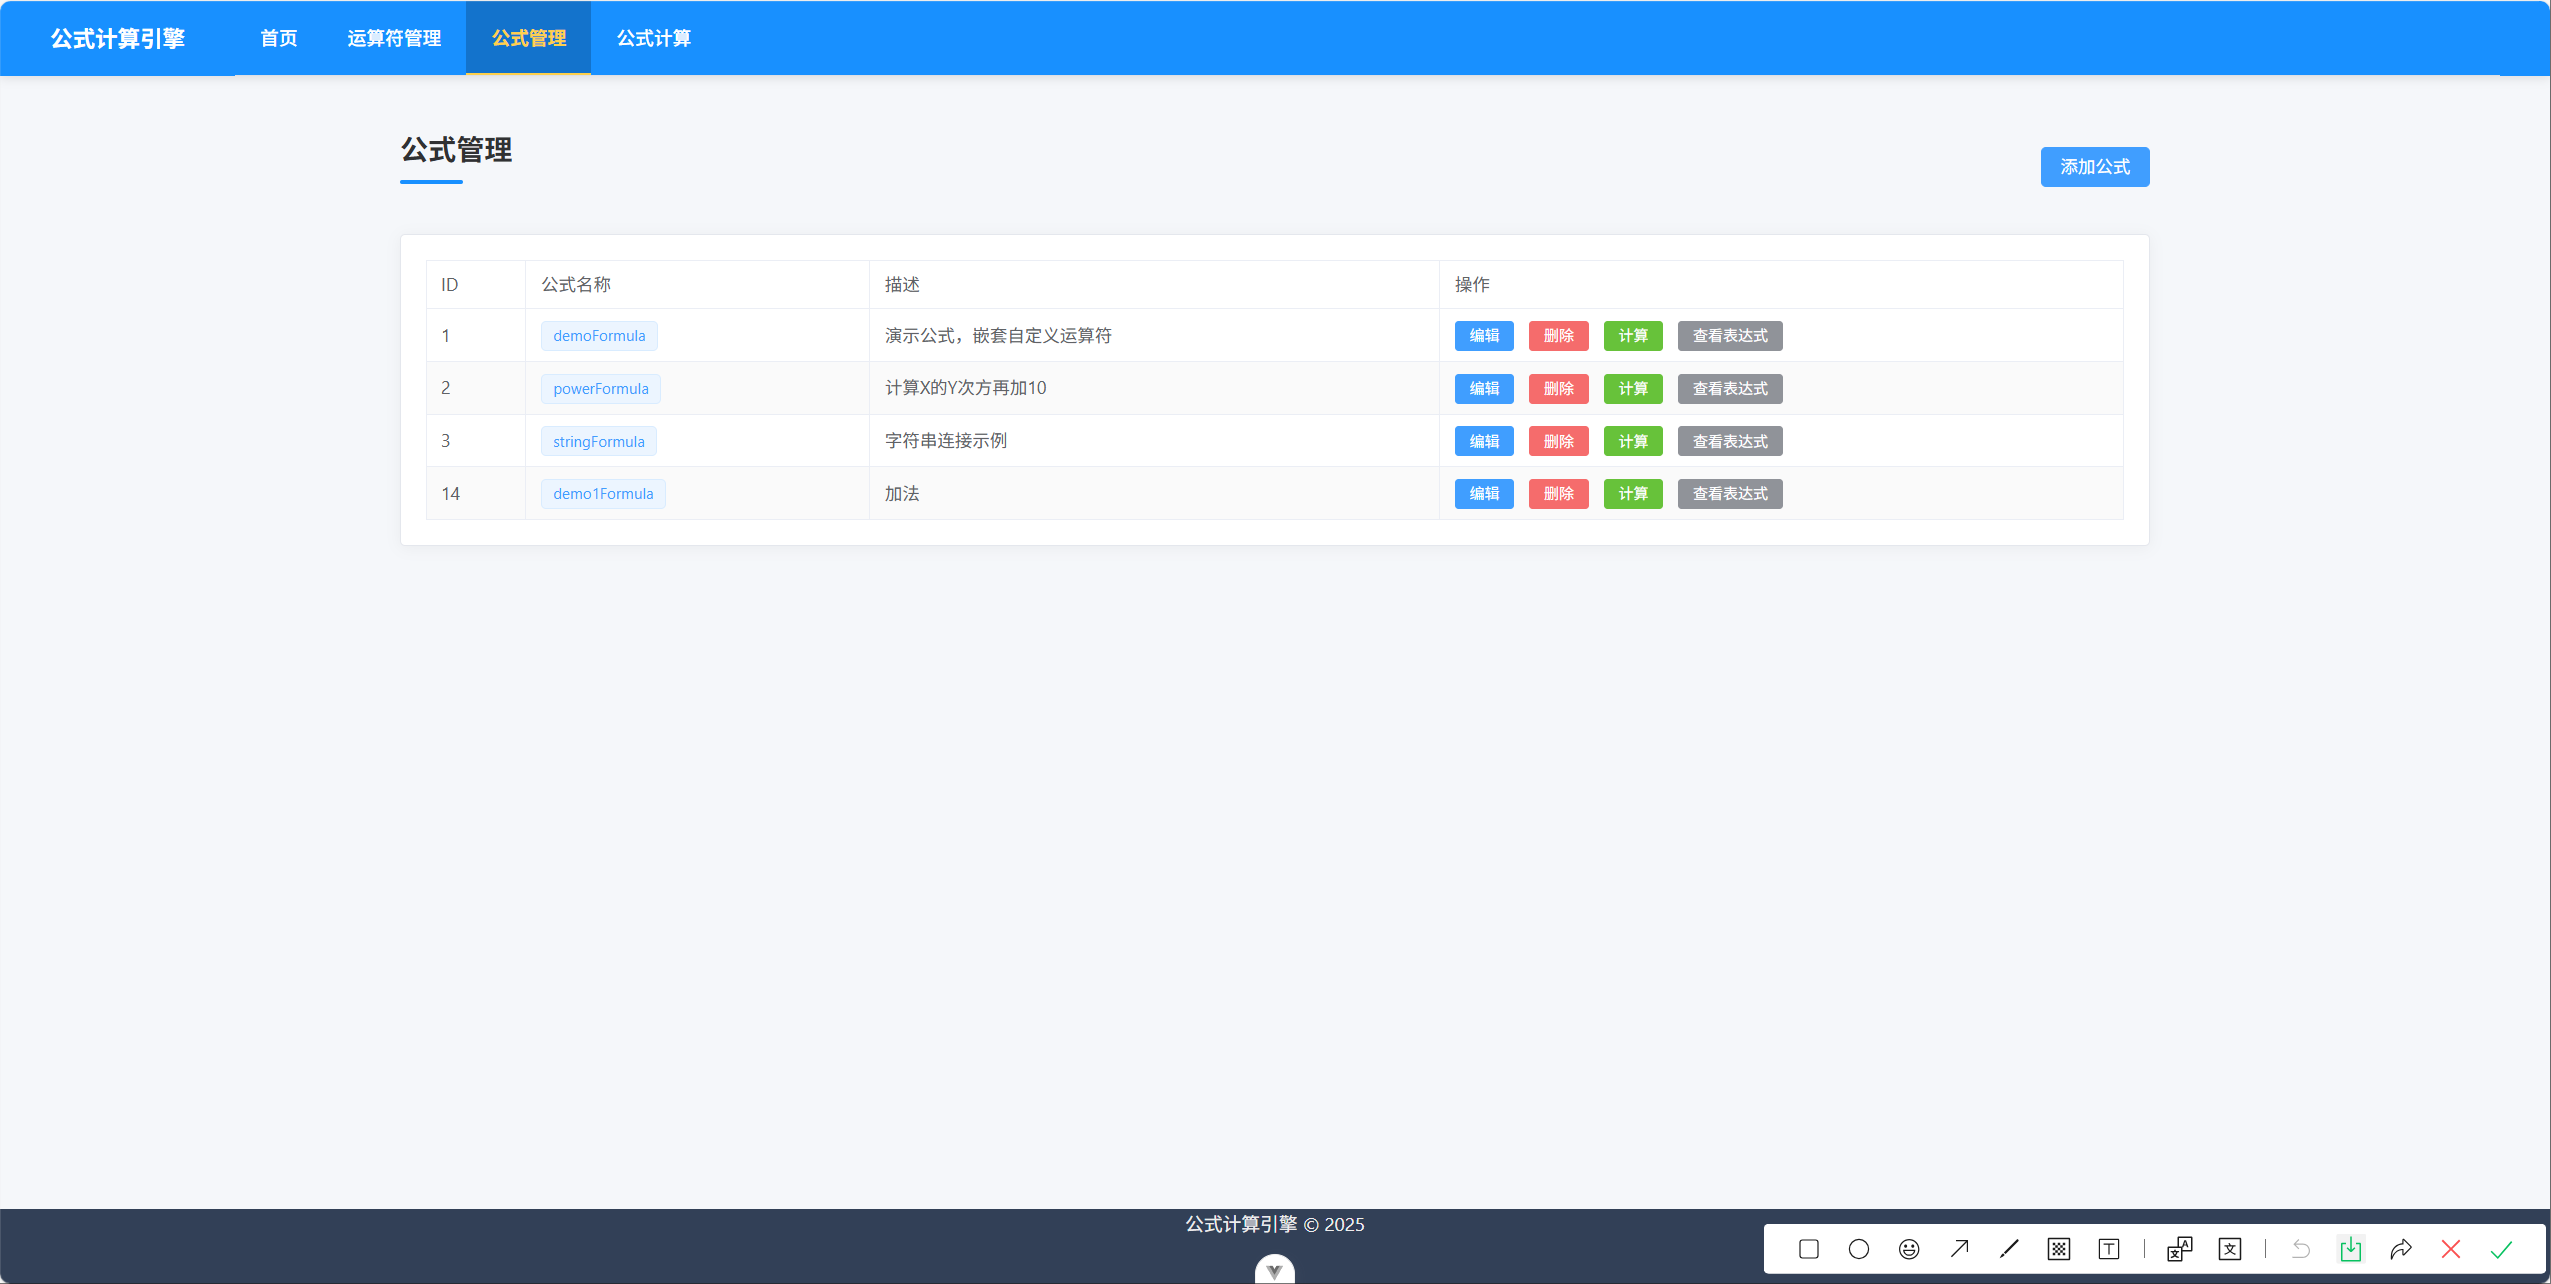 公式计算引擎 首页 运算符管理 公式管理 公式计算
公式管理
添加公式
ID 公式名称 描述 操作
1 demoFormula 演示公式，嵌套自定义运算符 编辑 删除 计算 查看表达式
2 powerFormula 计算X的Y次方再加10 编辑 删除 计算 查看表达式
3 stringFormula 字符串连接示例 编辑 删除 计算 查看表达式
14 demo1Formula 加法 编辑 删除 计算 查看表达式
公式计算引擎 © 2025
T 文 A 文